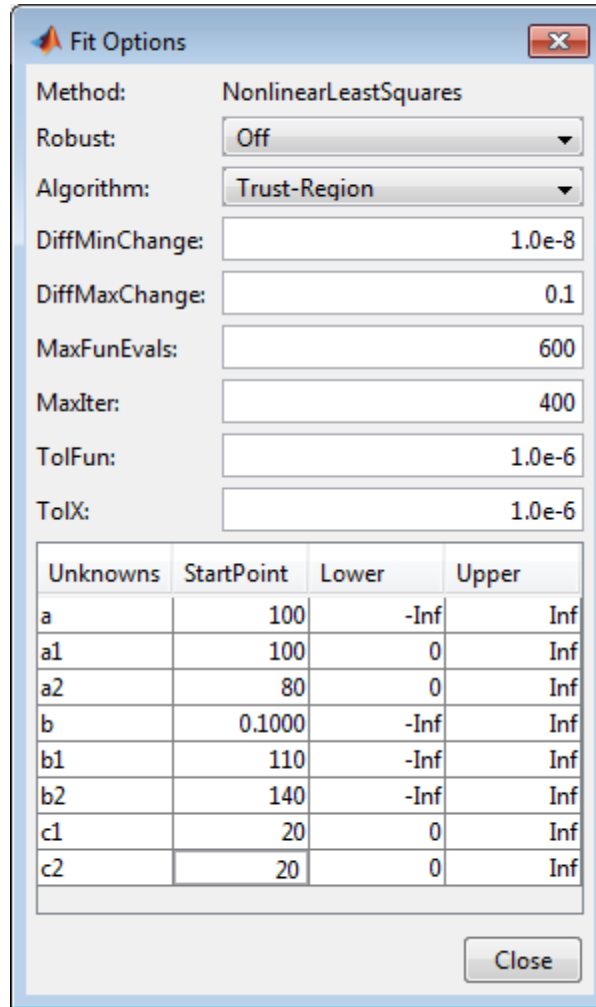 Fit Options
Method: NonlinearLeastSquares
Robust: Off
Algorithm: Trust-Region
DiffMinChange: 1.0e-8
DiffMaxChange: 0.1
MaxFunEvals: 600
MaxIter: 400
TolFun: 1.0e-6
TolX: 1.0e-6
Unknowns StartPoint Lower Upper
a 100 -Inf Inf
a1 100 0 Inf
a2 80 0 Inf
b 0.1000 -Inf Inf
b1 110 -Inf Inf
b2 140 -Inf Inf
c1 20 0 Inf
c2 20 0 Inf
Close